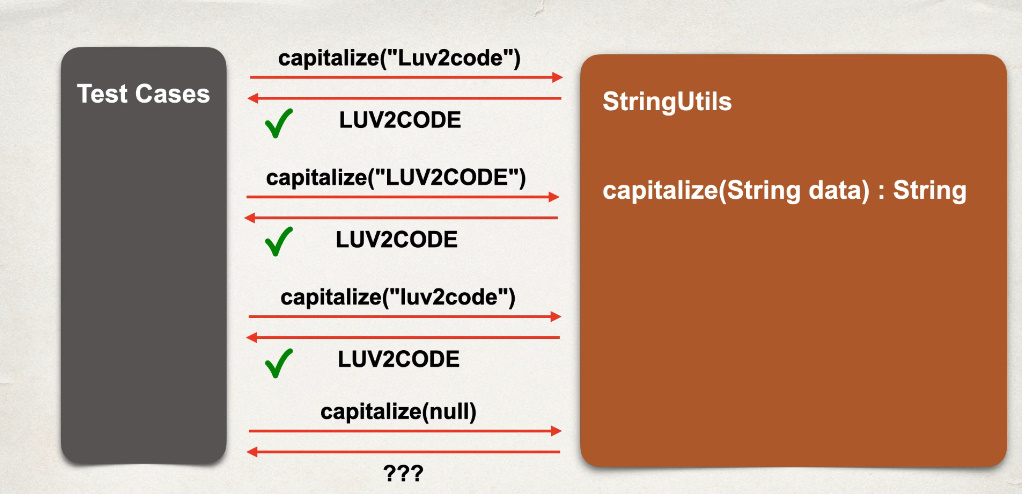 Test Cases
capitalize("Luv2code")
LUV2CODE
capitalize("LUV2CODE")
LUV2CODE
capitalize("luv2code")
LUV2CODE
capitalize(null)
???
StringUtils
capitalize(String data) : String